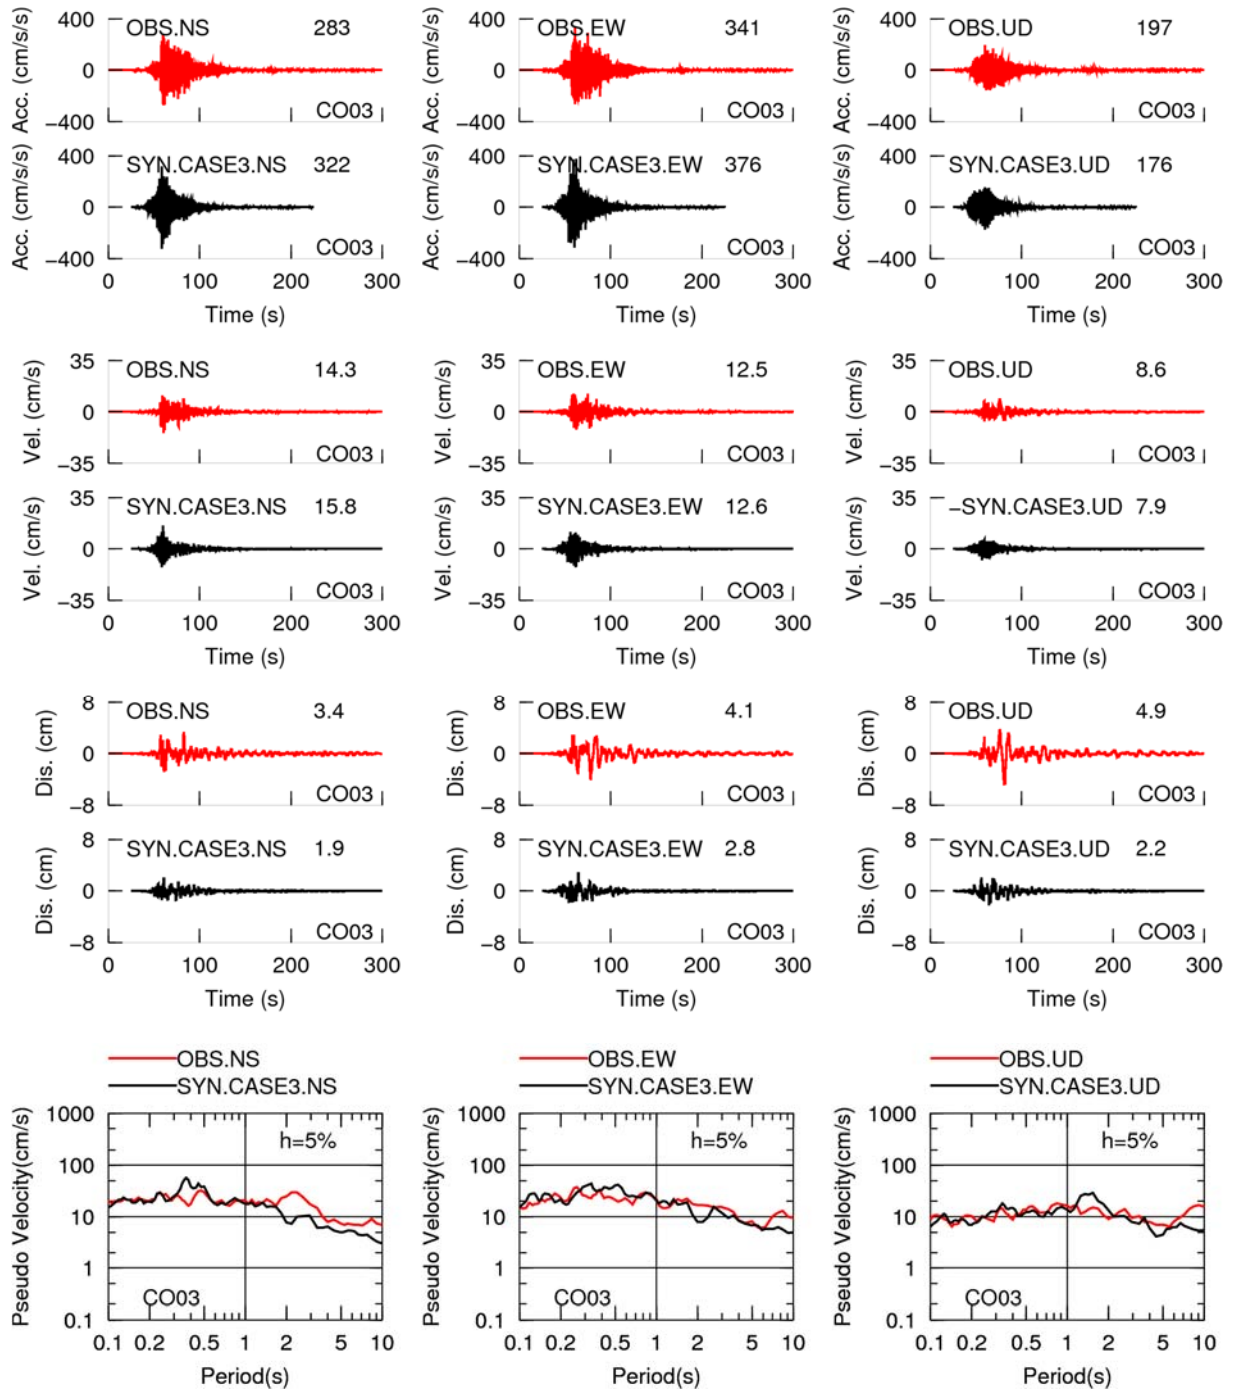 400 OBS.NS 283
0
−400 CO03
Acc. (cm/s/s)
400 SYN.CASE3.NS 322
0
−400 CO03
Acc. (cm/s/s)
0 100 200 300
Time (s)
400 OBS.EW 341
0
−400 CO03
Acc. (cm/s/s)
400 SYN.CASE3.EW 376
0
−400 CO03
Acc. (cm/s/s)
0 100 200 300
Time (s)
400 OBS.UD 197
0
−400 CO03
Acc. (cm/s/s)
400 SYN.CASE3.UD 176
0
−400 CO03
Acc. (cm/s/s)
0 100 200 300
Time (s)
35 OBS.NS 14.3
0
−35 CO03
Vel. (cm/s)
35 SYN.CASE3.NS 15.8
0
−35 CO03
Vel. (cm/s)
0 100 200 300
Time (s)
35 OBS.EW 12.5
0
−35 CO03
Vel. (cm/s)
35 SYN.CASE3.EW 12.6
0
−35 CO03
Vel. (cm/s)
0 100 200 300
Time (s)
35 OBS.UD 8.6
0
−35 CO03
Vel. (cm/s)
35 −SYN.CASE3.UD 7.9
0
−35 CO03
Vel. (cm/s)
0 100 200 300
Time (s)
8 OBS.NS 3.4
0
−8 CO03
Dis. (cm)
8 SYN.CASE3.NS 1.9
0
−8 CO03
Dis. (cm)
0 100 200 300
Time (s)
8 OBS.EW 4.1
0
−8 CO03
Dis. (cm)
8 SYN.CASE3.EW 2.8
0
−8 CO03
Dis. (cm)
0 100 200 300
Time (s)
8 OBS.UD 4.9
0
−8 CO03
Dis. (cm)
8 SYN.CASE3.UD 2.2
0
−8 CO03
Dis. (cm)
0 100 200 300
Time (s)
OBS.NS
SYN.CASE3.NS
1000
h=5%
100
10
1
CO03
0.1
Pseudo Velocity(cm/s)
0.1 0.2 0.5 1 2 5 10
Period(s)
OBS.EW
SYN.CASE3.EW
1000
h=5%
100
10
1
CO03
0.1
Pseudo Velocity(cm/s)
0.1 0.2 0.5 1 2 5 10
Period(s)
OBS.UD
SYN.CASE3.UD
1000
h=5%
100
10
1
CO03
0.1
Pseudo Velocity(cm/s)
0.1 0.2 0.5 1 2 5 10
Period(s)